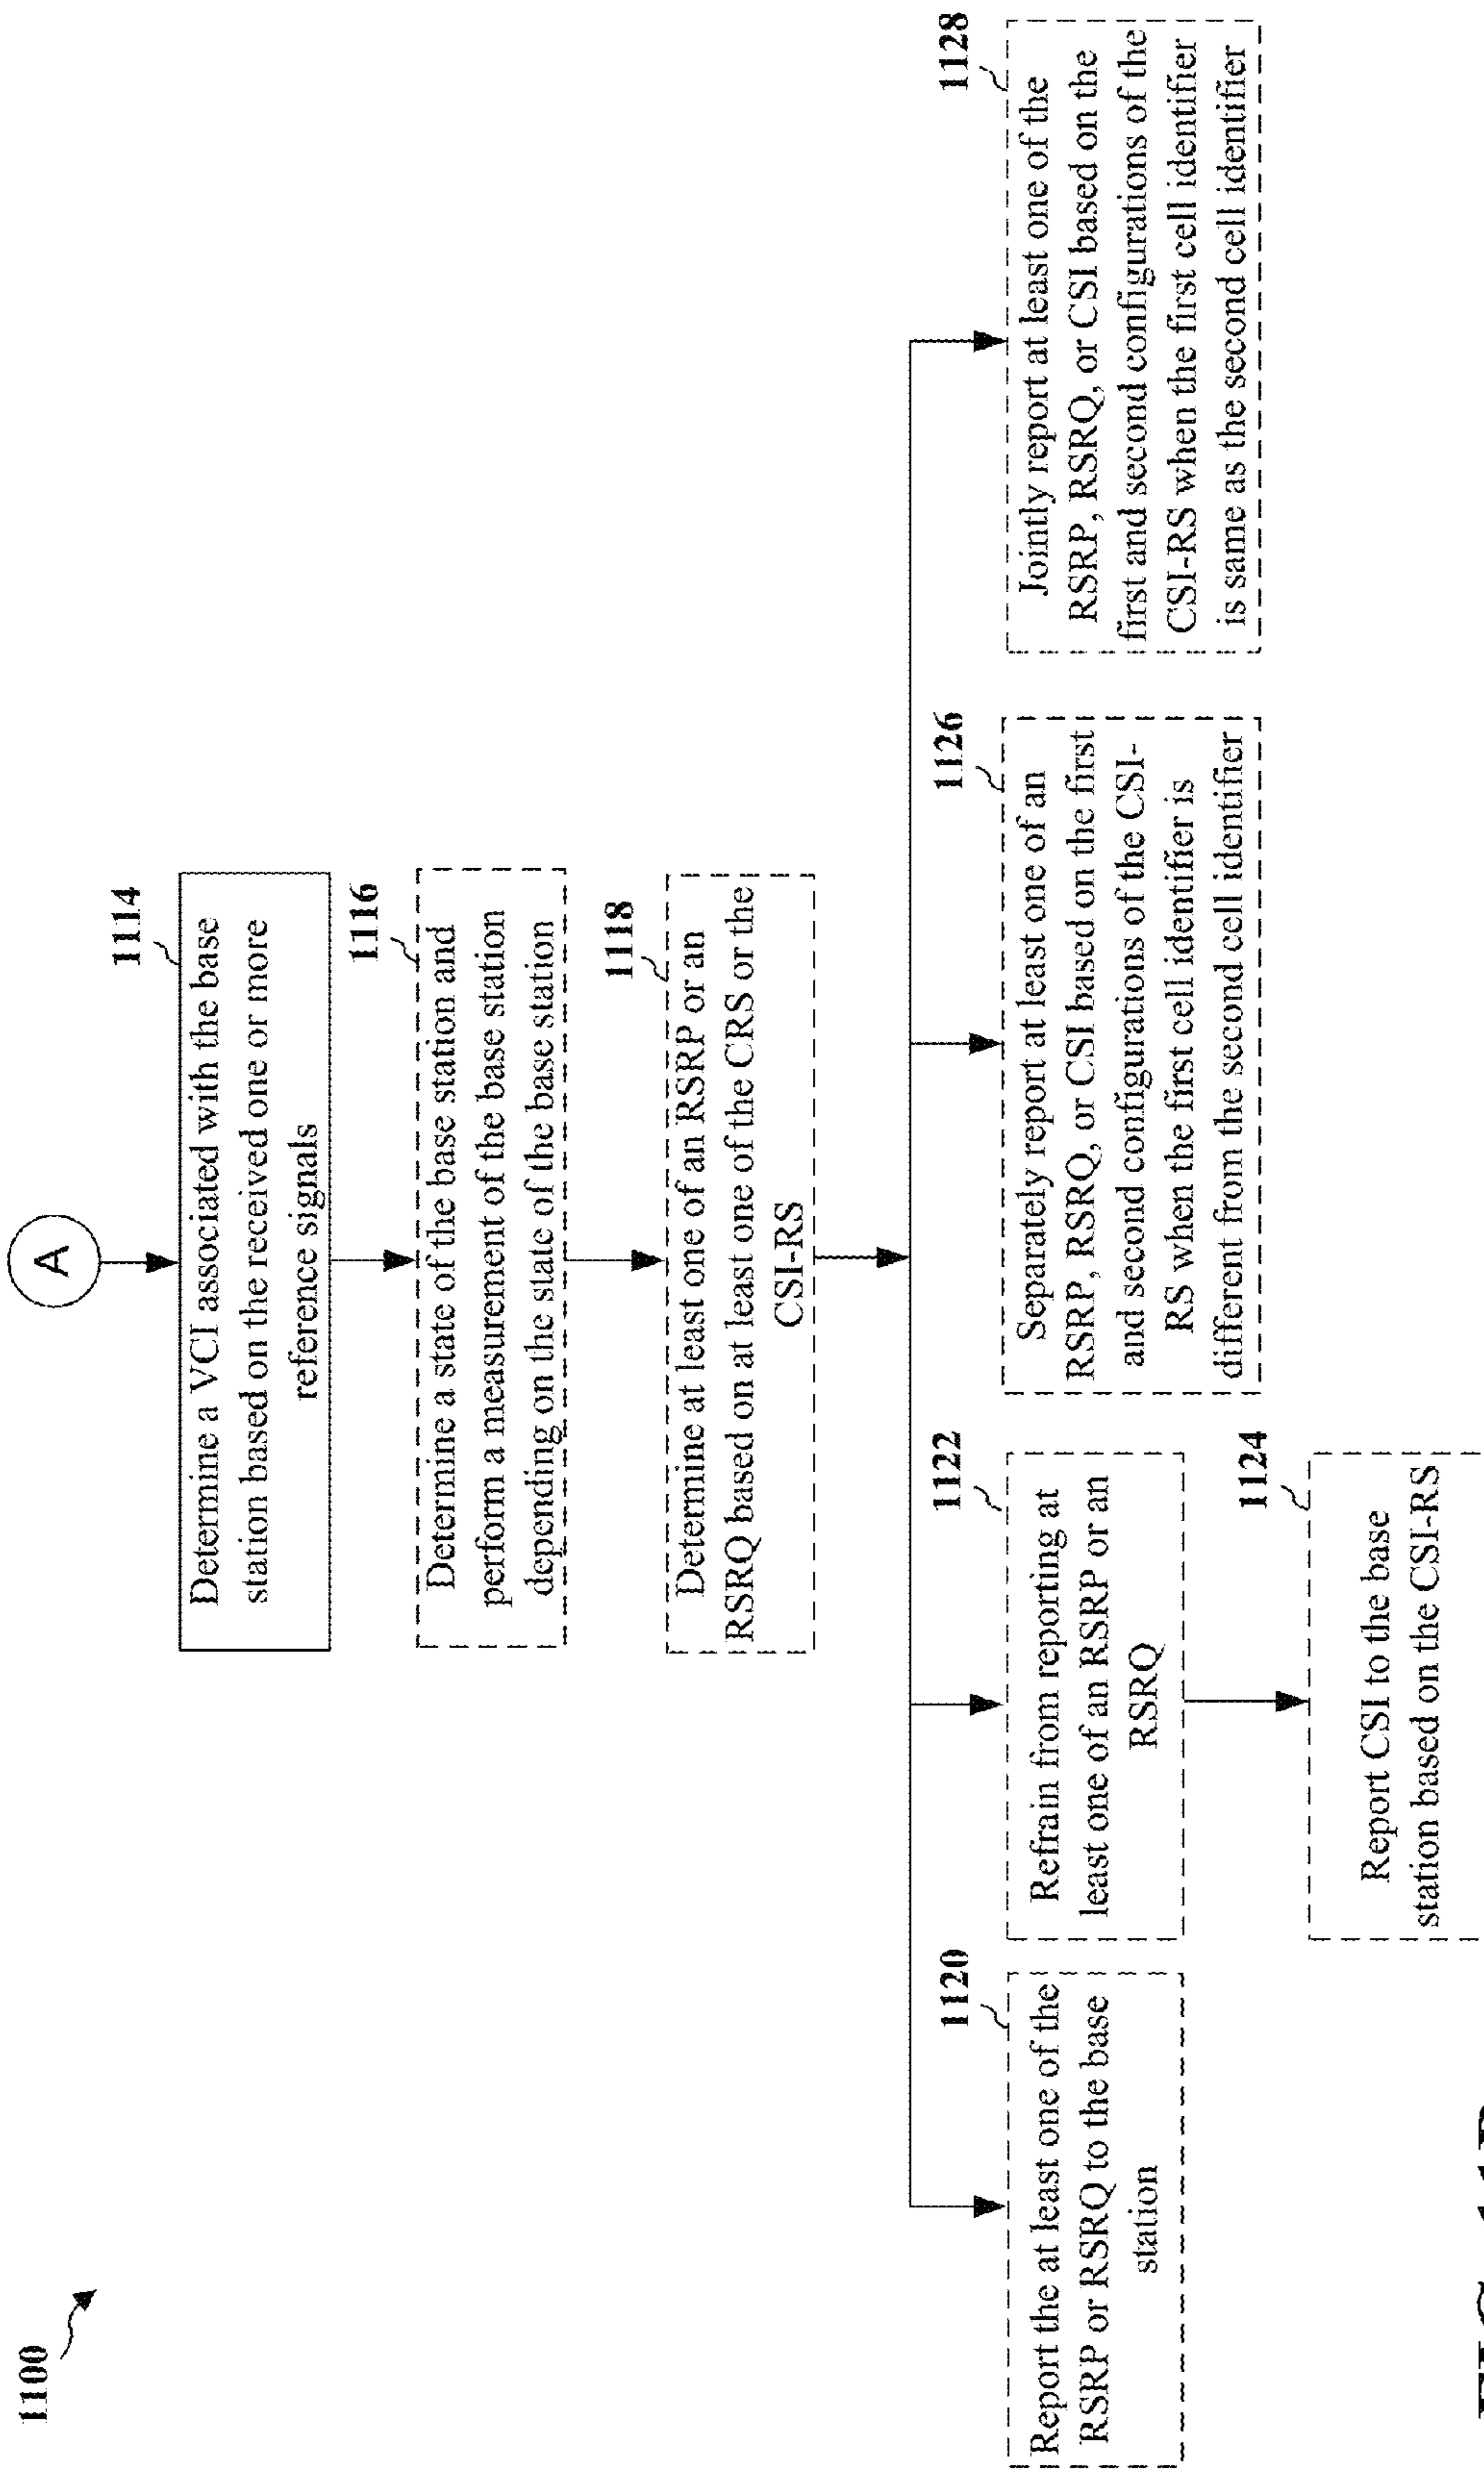 1100
A
1114
Determine a VCI associated with the base
station based on the received one or more
reference signals
1116
Determine a state of the base station and
perform a measurement of the base station
depending on the state of the base station
1118
Determine at least one of an RSRP or an
RSRQ based on at least one of the CRS or the
CSI-RS
1120
Report the at least one of the
RSRP or RSRQ to the base
station
1122
Refrain from reporting at
least one of an RSRP or an
RSRQ
1124
Report CSI to the base
station based on the CSI-RS
1126
Separately report at least one of an
RSRP, RSRQ, or CSI based on the first
and second configurations of the CSI-
RS when the first cell identifier is
different from the second cell identifier
1128
Jointly report at least one of the
RSRP, RSRQ, or CSI based on the
first and second configurations of the
CSI-RS when the first cell identifier
is same as the second cell identifier